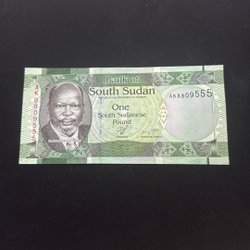 Bank of
South Sudan
AK8809555
One
South Sudanese
Pound
AK8809555